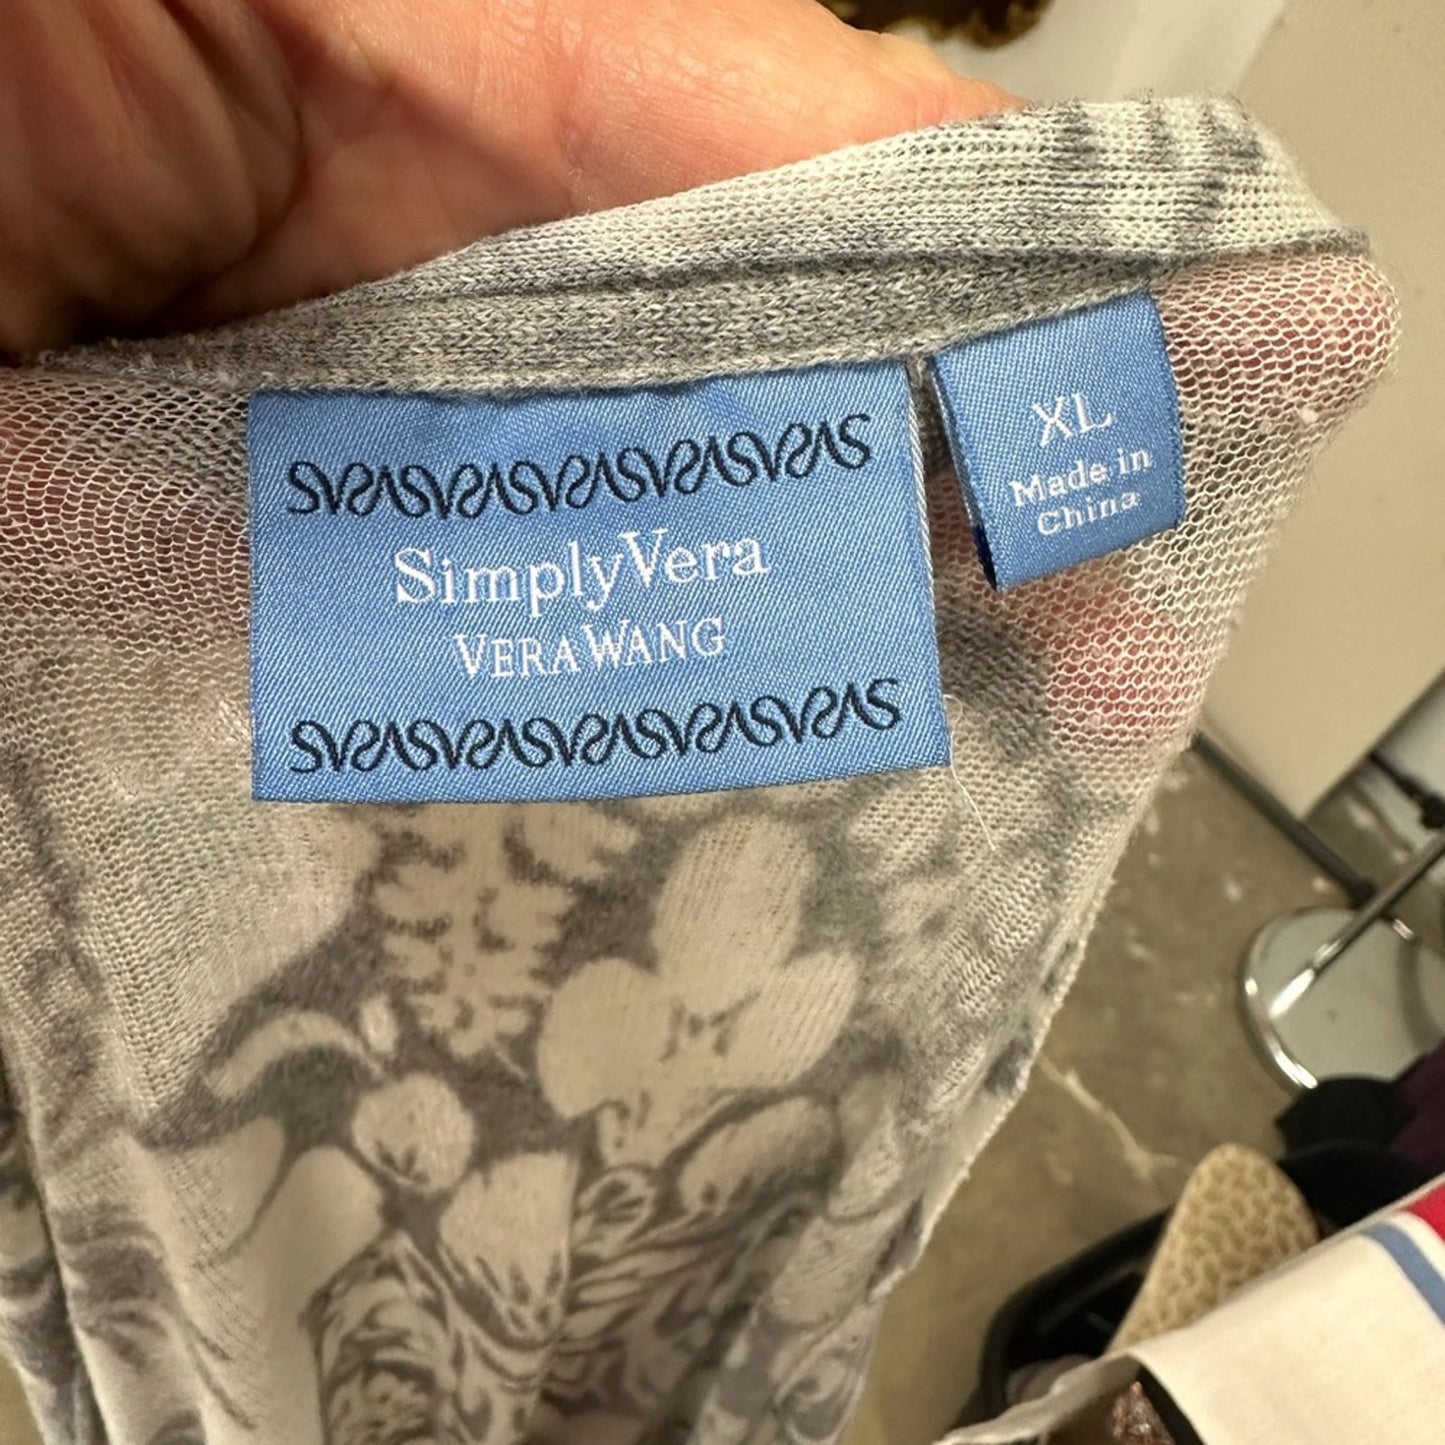 SimplyVera
VERA WANG
XL
Made in
China